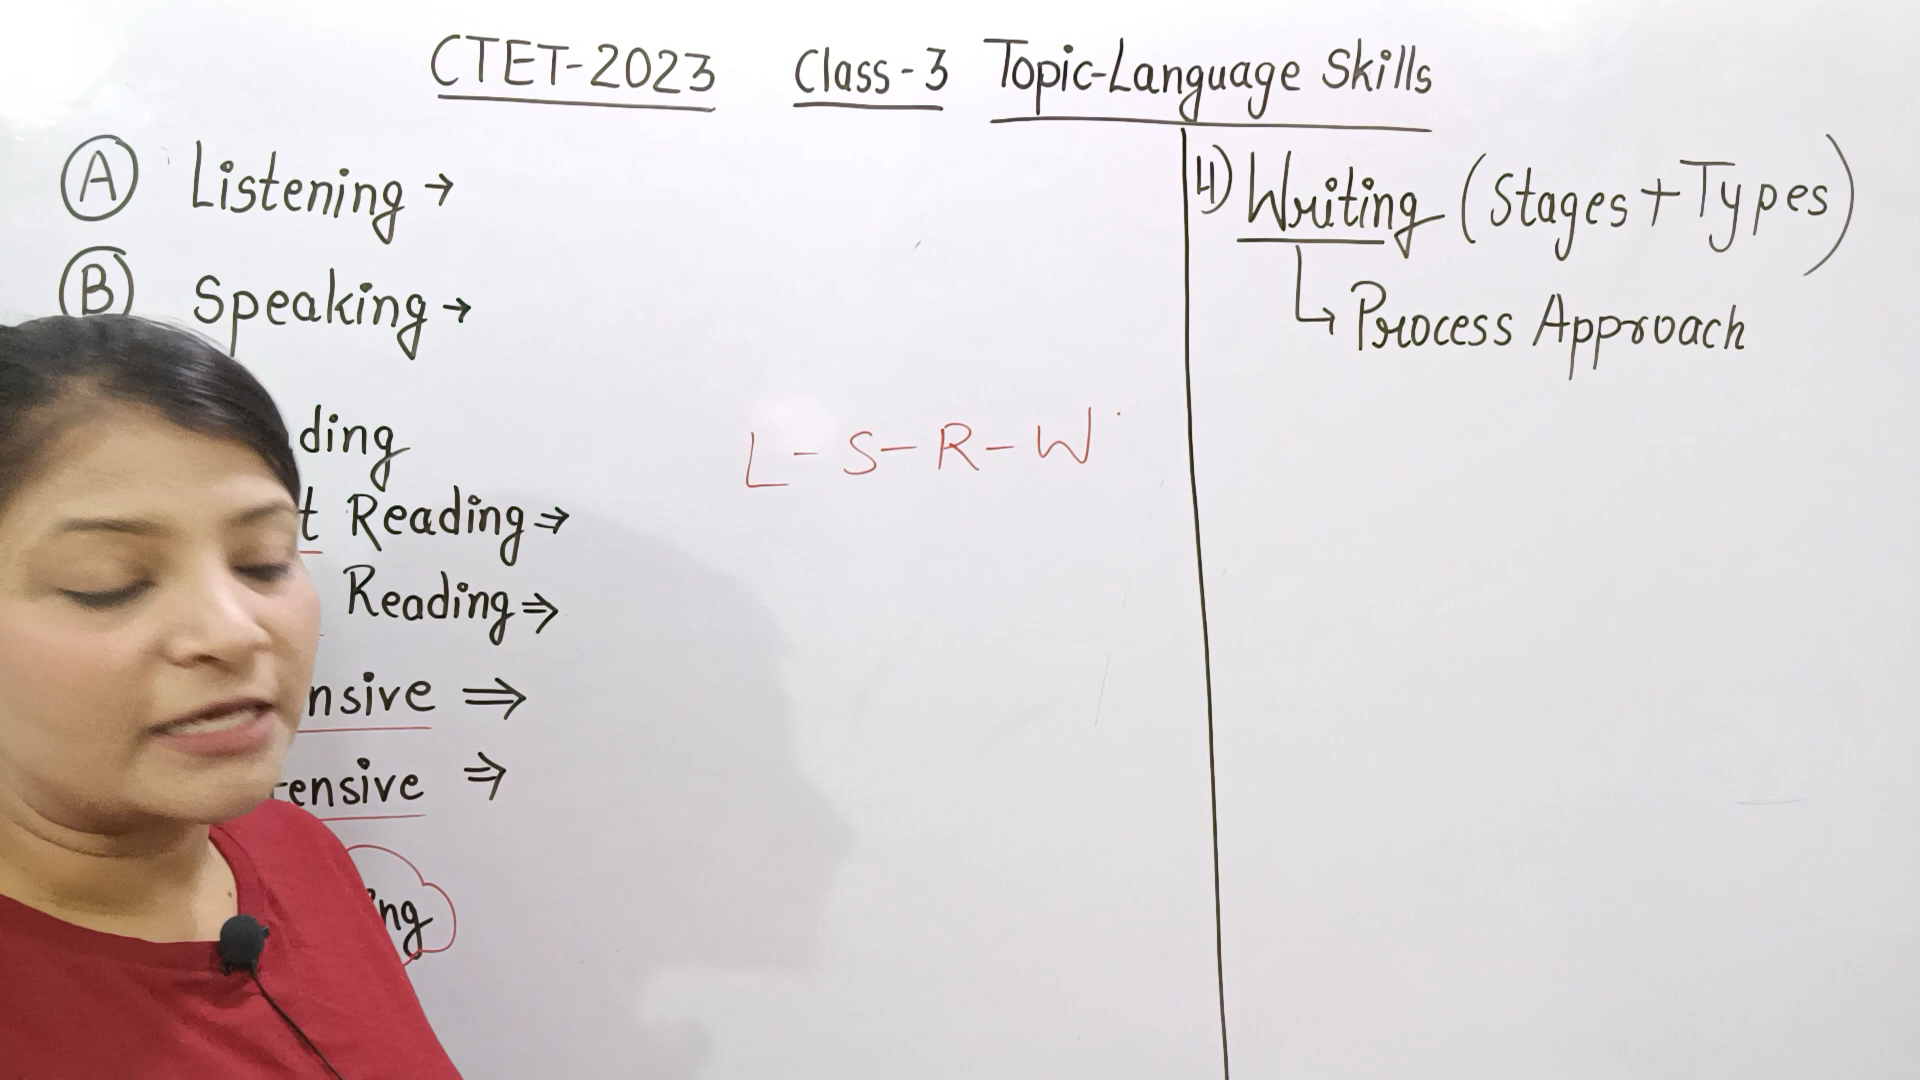 CTET-2023 Class-3 Topic-Language Skills
A Listening →
B Speaking →
ding
t Reading ⇒
Reading ⇒
nsive ⇒
ensive ⇒
ng
L-S-R-W
4) Writing (Stages+Types)
↳ Process Approach